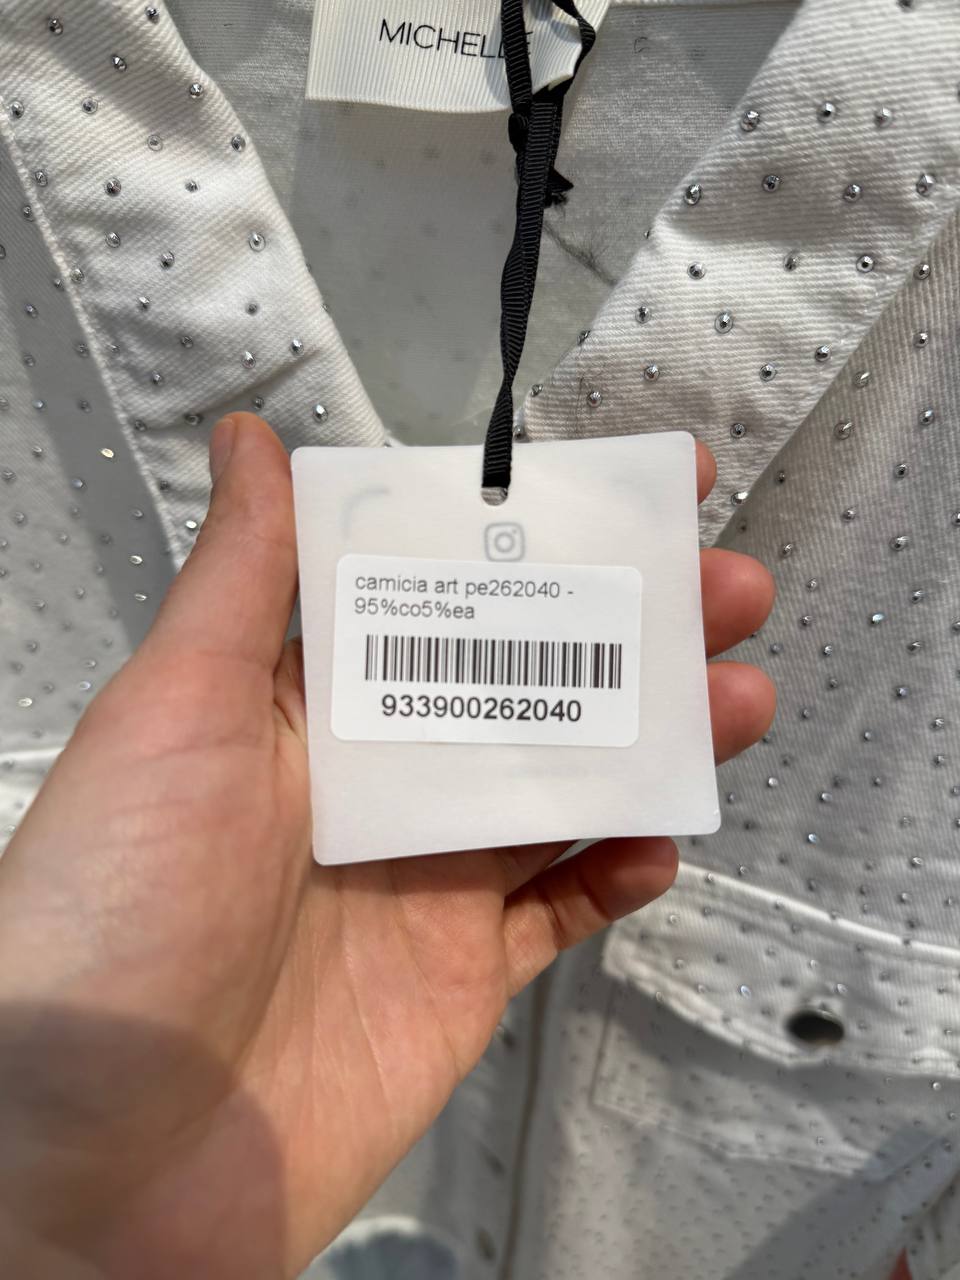 MICHELLE
camicia art pe262040 -
95%co5%ea
933900262040